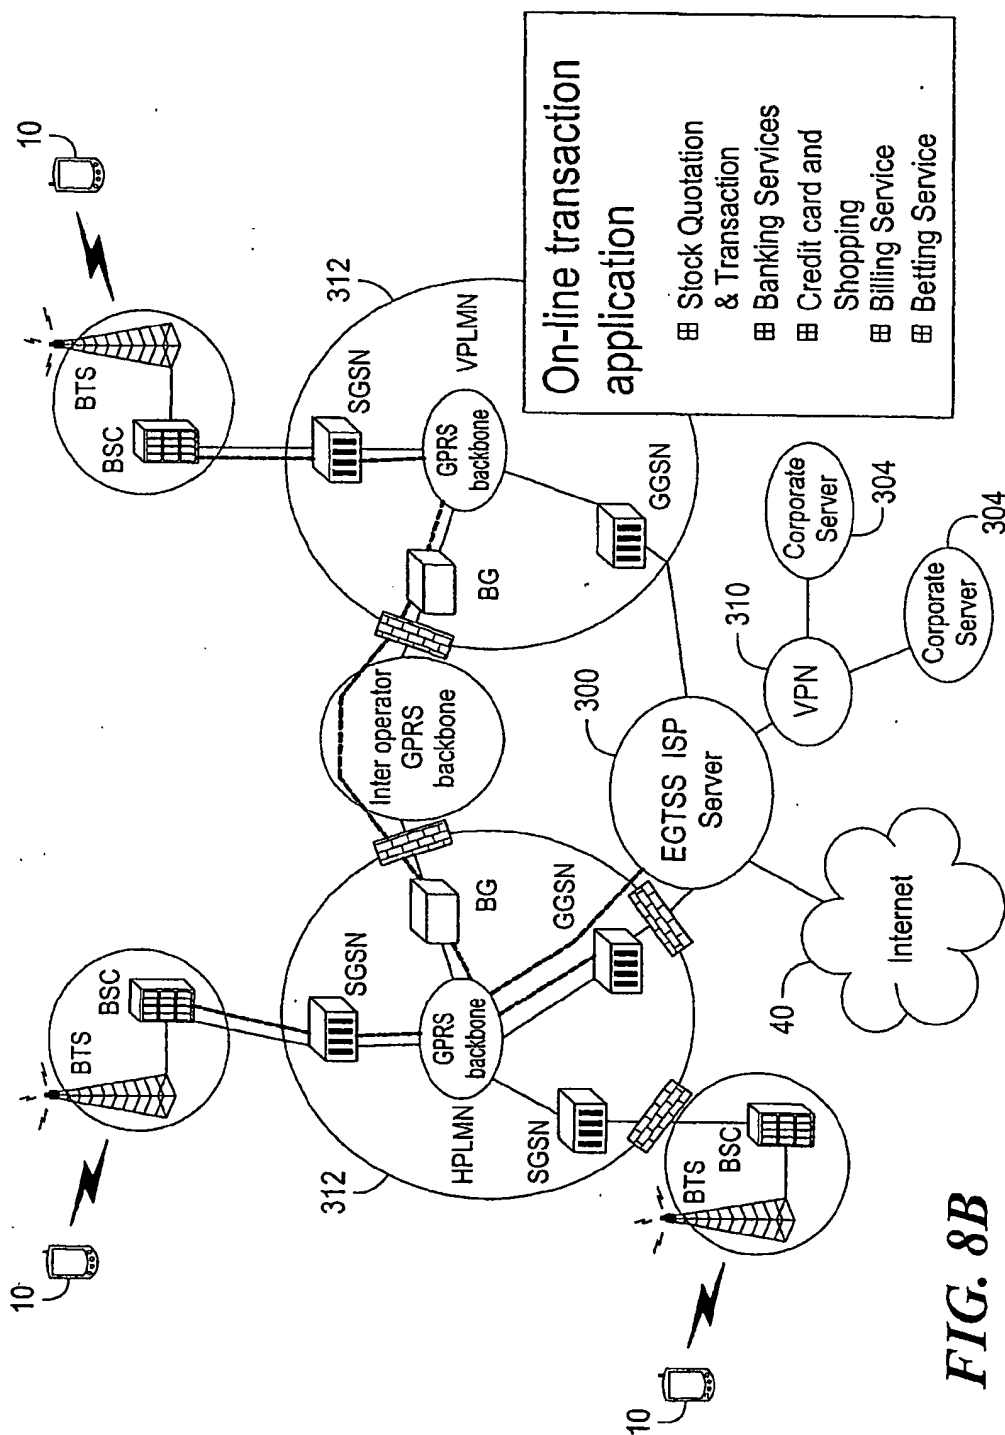 10
BTS
BSC
10
BTS
BSC
10
312
SGSN
HPLMN
GPRS
backbone
BG
GGSN
SGSN
Inter operator
GPRS
backbone
312
SGSN
VPLMN
GPRS
backbone
BG
GGSN
BTS
BSC
10
300
EGTSS ISP
Server
310
VPN
Corporate
Server
304
Corporate
Server
304
40
Internet
On-line transaction
application
Stock Quotation
& Transaction
Banking Services
Credit card and
Shopping
Billing Service
Betting Service
FIG. 8B